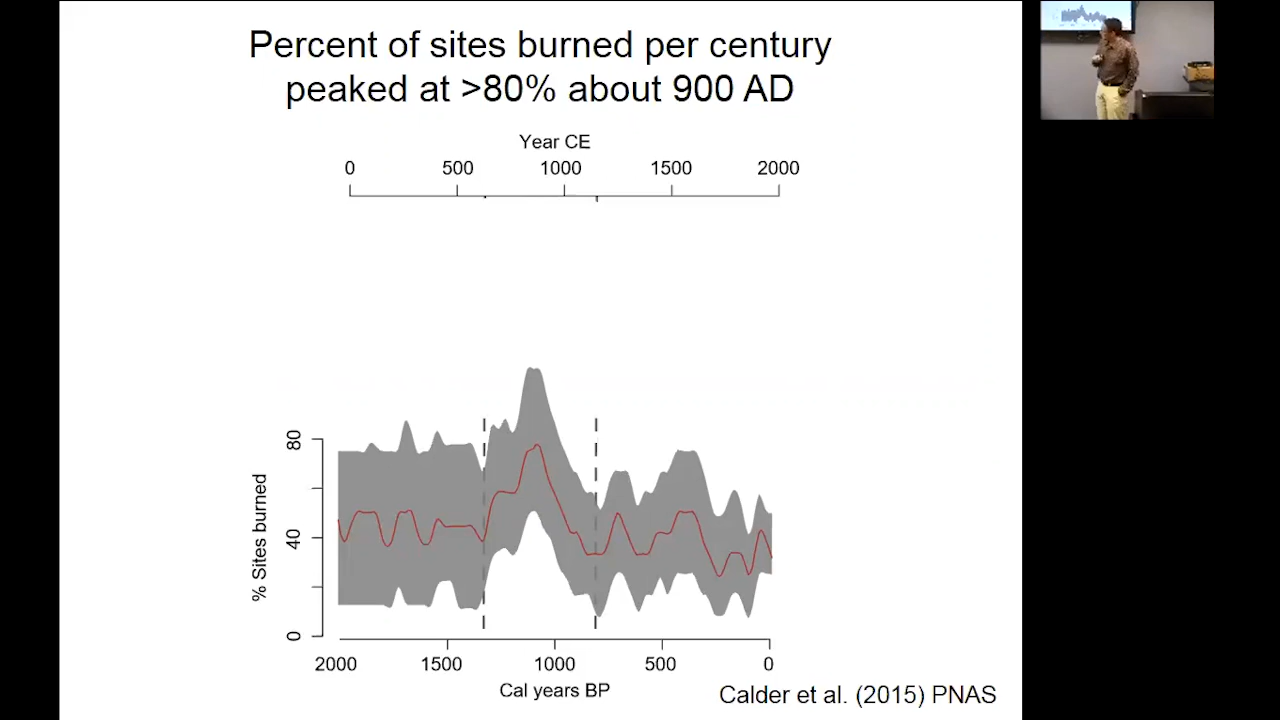 Percent of sites burned per century
peaked at >80% about 900 AD
Year CE
0 500 1000 1500 2000
% Sites burned
80
40
0
2000 1500 1000 500 0
Cal years BP
Calder et al. (2015) PNAS